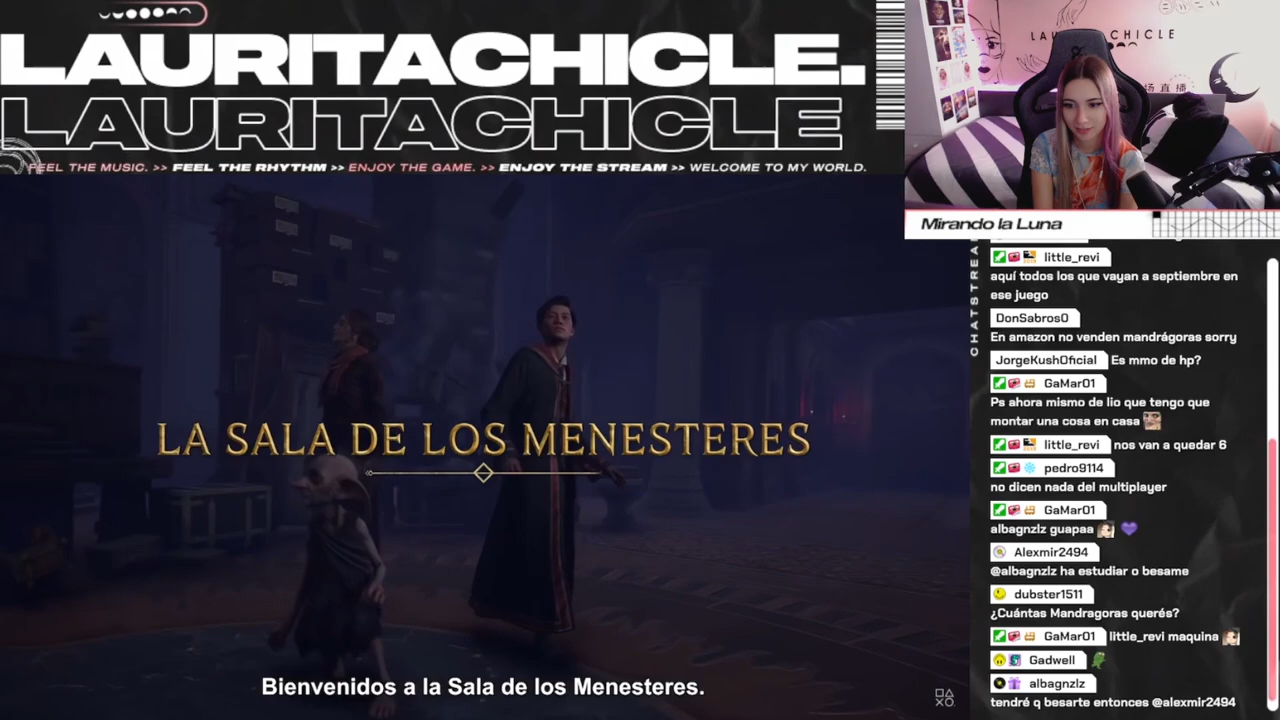 LAURITACHICLE.
LAURITACHICLE
FEEL THE MUSIC. >> FEEL THE RHYTHM >> ENJOY THE GAME. >> ENJOY THE STREAM >> WELCOME TO MY WORLD.
Mirando la Luna
CHATSTREA
little_revi
aquí todos los que vayan a septiembre en
ese juego
DonSabrosO
En amazon no venden mandrágoras sorry
JorgeKushOficial Es mmo de hp?
GaMar01
Ps ahora mismo de lio que tengo que
montar una cosa en casa
little_revi nos van a quedar 6
pedro9114
no dicen nada del multiplayer
GaMar01
albagnzlz guapaa
Alexmir2494
@albagnzlz ha estudiar o besame
dubster1511
¿Cuántas Mandragoras querés?
GaMar01 little_revi maquina
Gadwell
albagnzlz
tendré q besarte entonces @alexmir2494
LA SALA DE LOS MENESTERES
Bienvenidos a la Sala de los Menesteres.